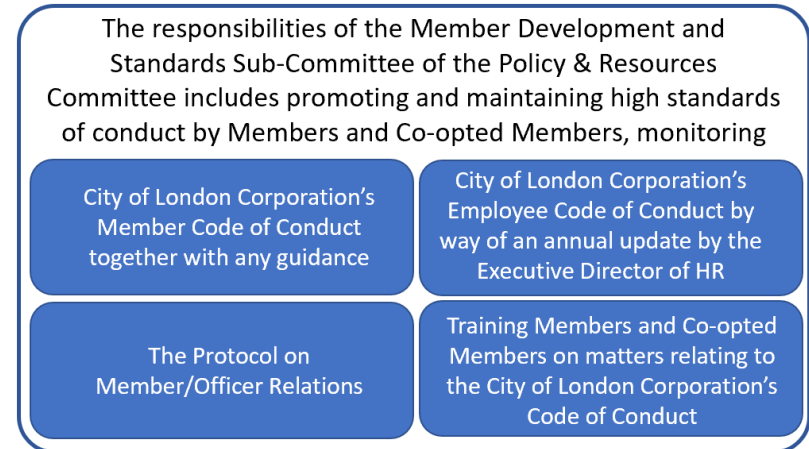 The responsibilities of the Member Development and
Standards Sub-Committee of the Policy & Resources
Committee includes promoting and maintaining high standards
of conduct by Members and Co-opted Members, monitoring
City of London Corporation’s
Member Code of Conduct
together with any guidance
City of London Corporation’s
Employee Code of Conduct by
way of an annual update by the
Executive Director of HR
The Protocol on
Member/Officer Relations
Training Members and Co-opted
Members on matters relating to
the City of London Corporation’s
Code of Conduct